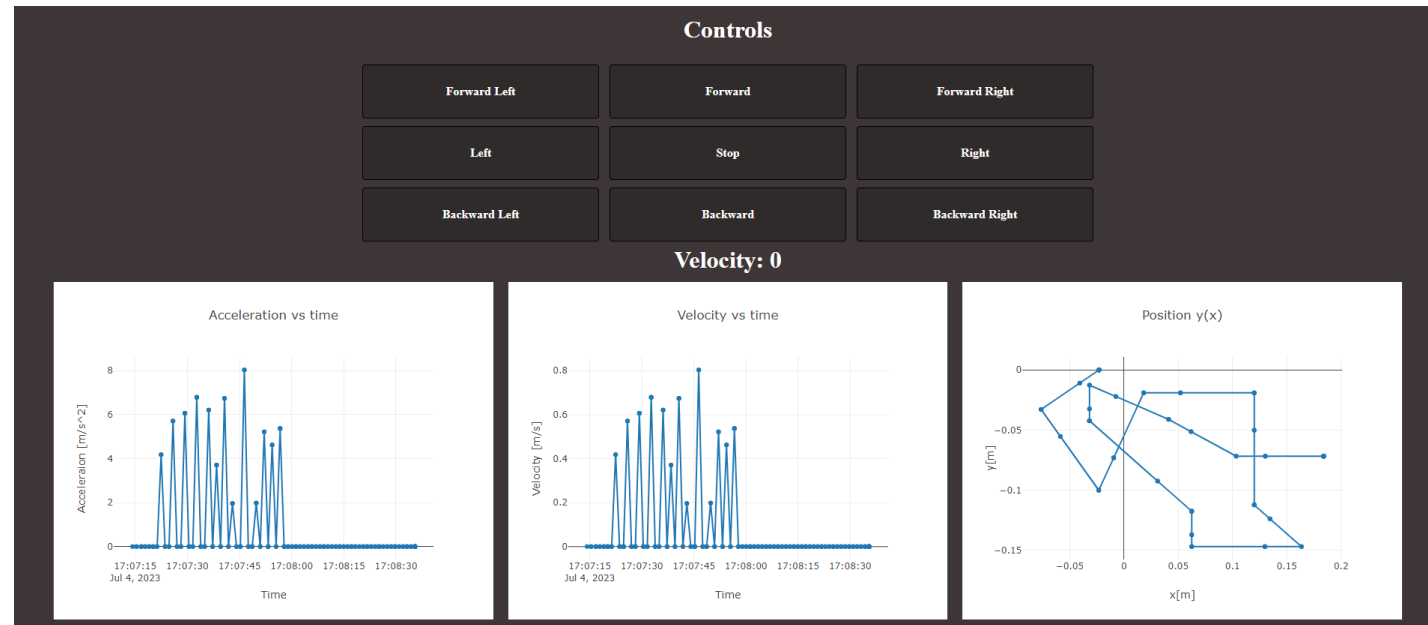 Controls
Forward Left Forward Forward Right
Left Stop Right
Backward Left Backward Backward Right
Velocity: 0
Acceleration vs time
8
6
4
2
0
Acceleraion [m/s^2]
17:07:15 17:07:30 17:07:45 17:08:00 17:08:15 17:08:30
Jul 4, 2023
Time
Velocity vs time
0.8
0.6
0.4
0.2
0
Velocity [m/s]
17:07:15 17:07:30 17:07:45 17:08:00 17:08:15 17:08:30
Jul 4, 2023
Time
Position y(x)
0
−0.05
−0.1
−0.15
y[m]
−0.05 0 0.05 0.1 0.15 0.2
x[m]